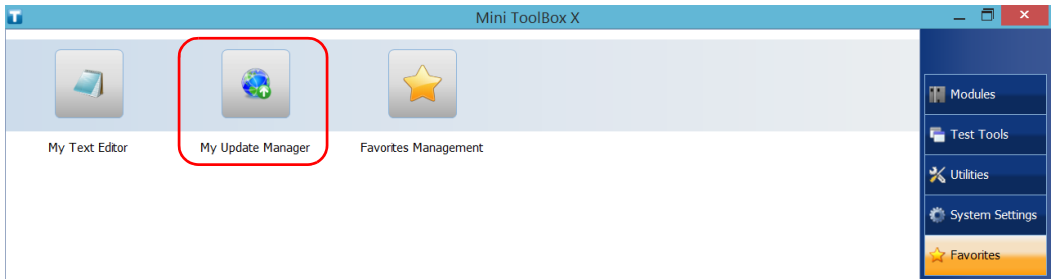 Mini ToolBox X
My Text Editor
My Update Manager
Favorites Management
Modules
Test Tools
Utilities
System Settings
Favorites